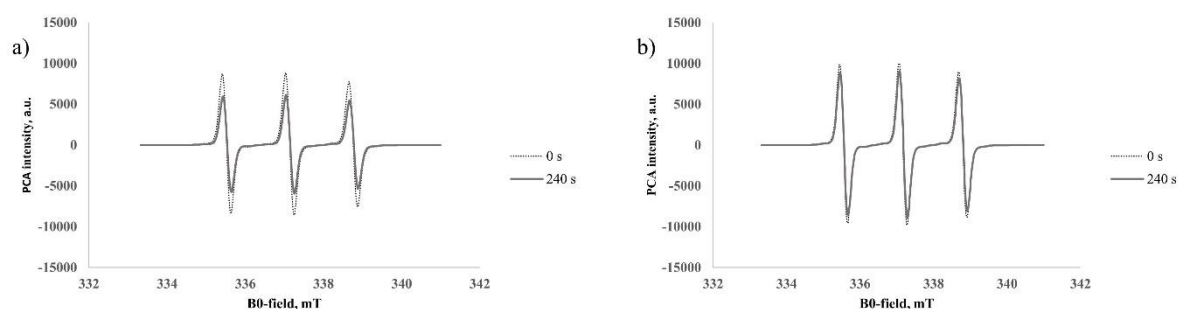 a)
15000
10000
5000
0
-5000
-10000
-15000
PCA intensity, a.u.
332 334 336 338 340 342
B0-field, mT
0 s
240 s
b)
15000
10000
5000
0
-5000
-10000
-15000
PCA intensity, a.u.
332 334 336 338 340 342
B0-field, mT
0 s
240 s